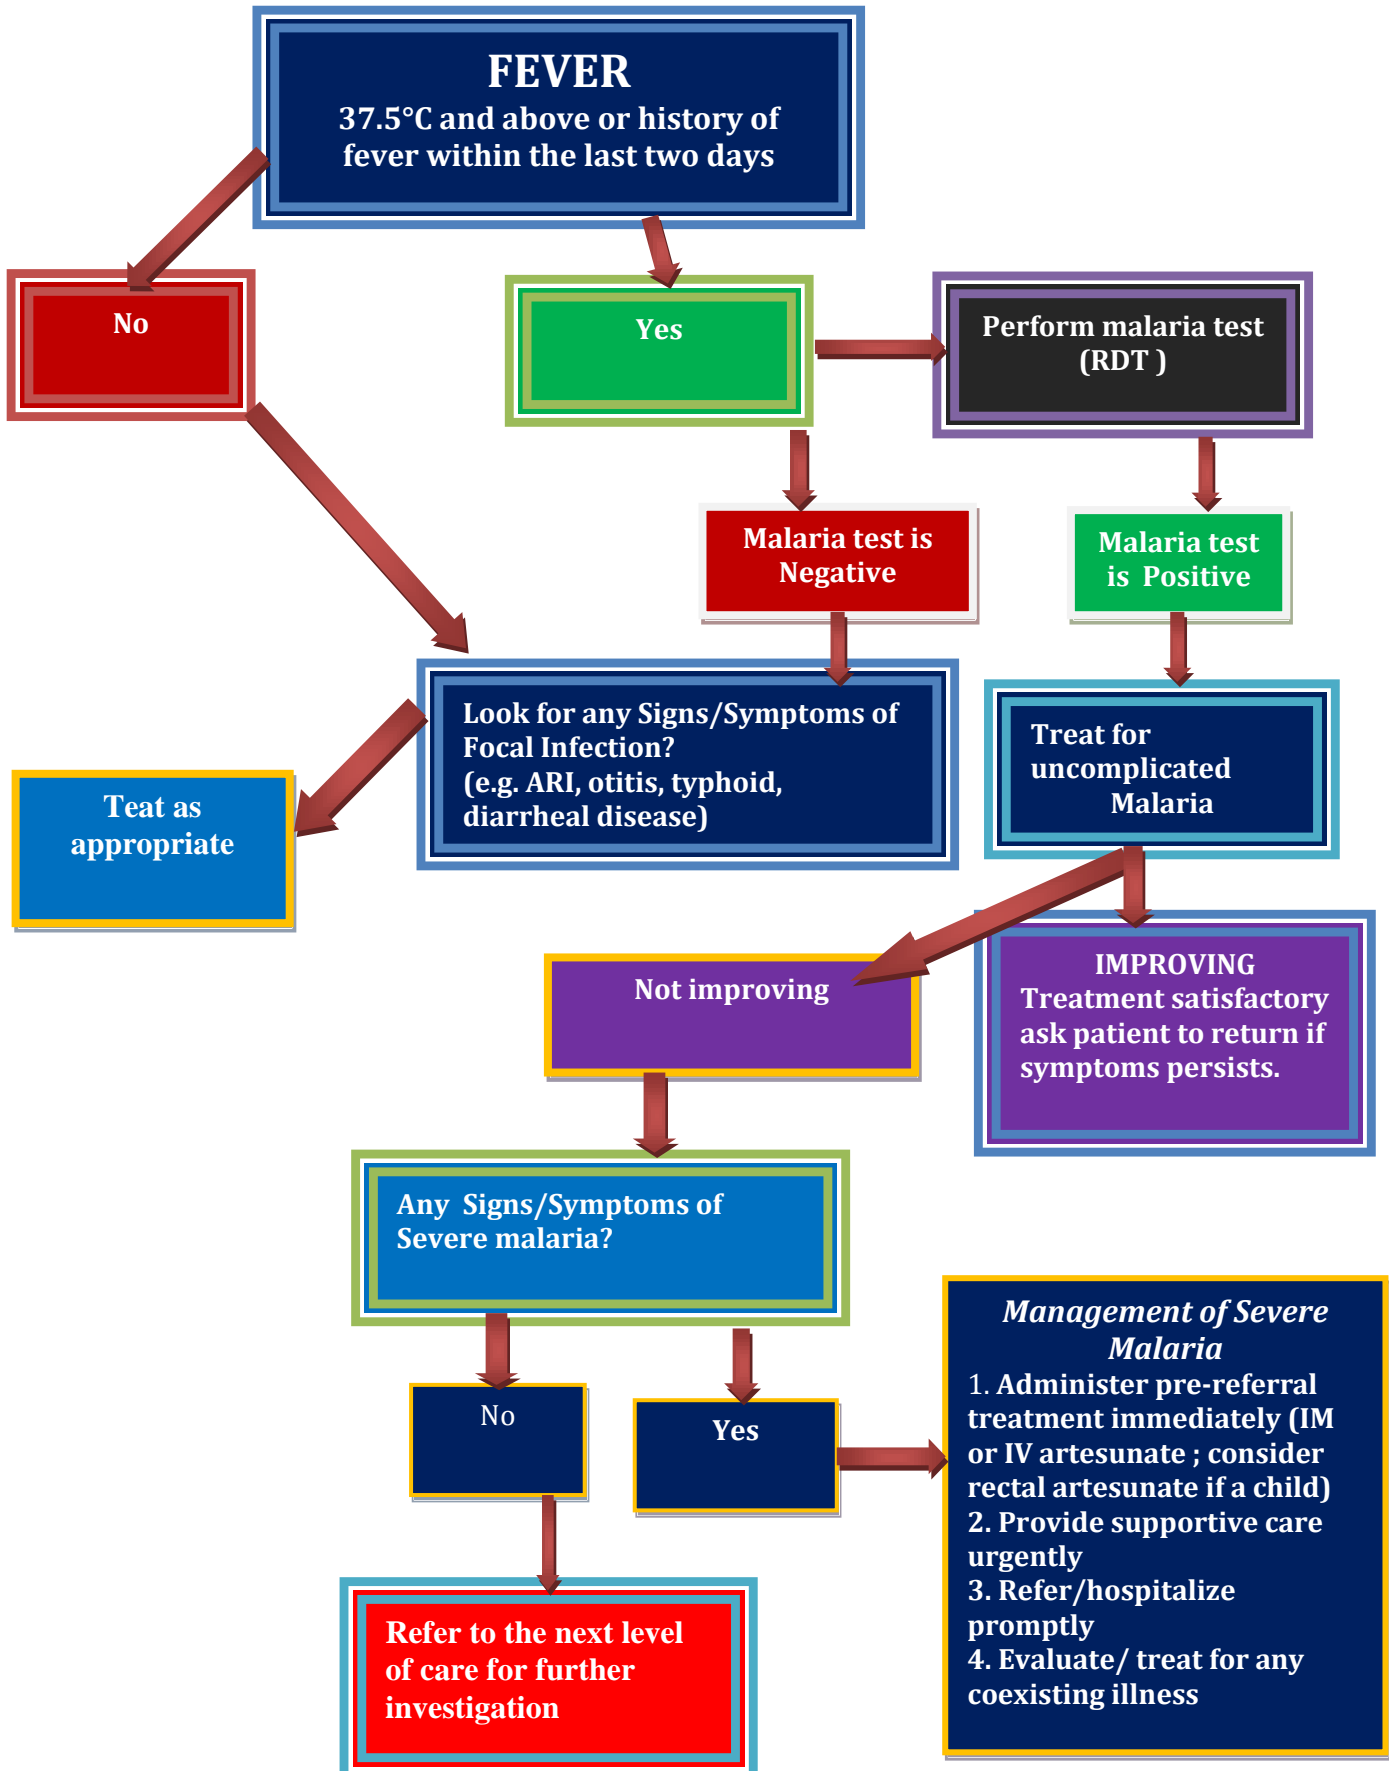 FEVER
37.5°C and above or history of
fever within the last two days
No
Yes
Perform malaria test
(RDT )
Malaria test is
Negative
Malaria test
is Positive
Look for any Signs/Symptoms of
Focal Infection?
(e.g. ARI, otitis, typhoid,
diarrheal disease)
Treat for
uncomplicated
Malaria
Teat as
appropriate
Not improving
IMPROVING
Treatment satisfactory
ask patient to return if
symptoms persists.
Any Signs/Symptoms of
Severe malaria?
No
Yes
Management of Severe
Malaria
1. Administer pre-referral
treatment immediately (IM
or IV artesunate ; consider
rectal artesunate if a child)
2. Provide supportive care
urgently
3. Refer/hospitalize
promptly
4. Evaluate/ treat for any
coexisting illness
Refer to the next level
of care for further
investigation